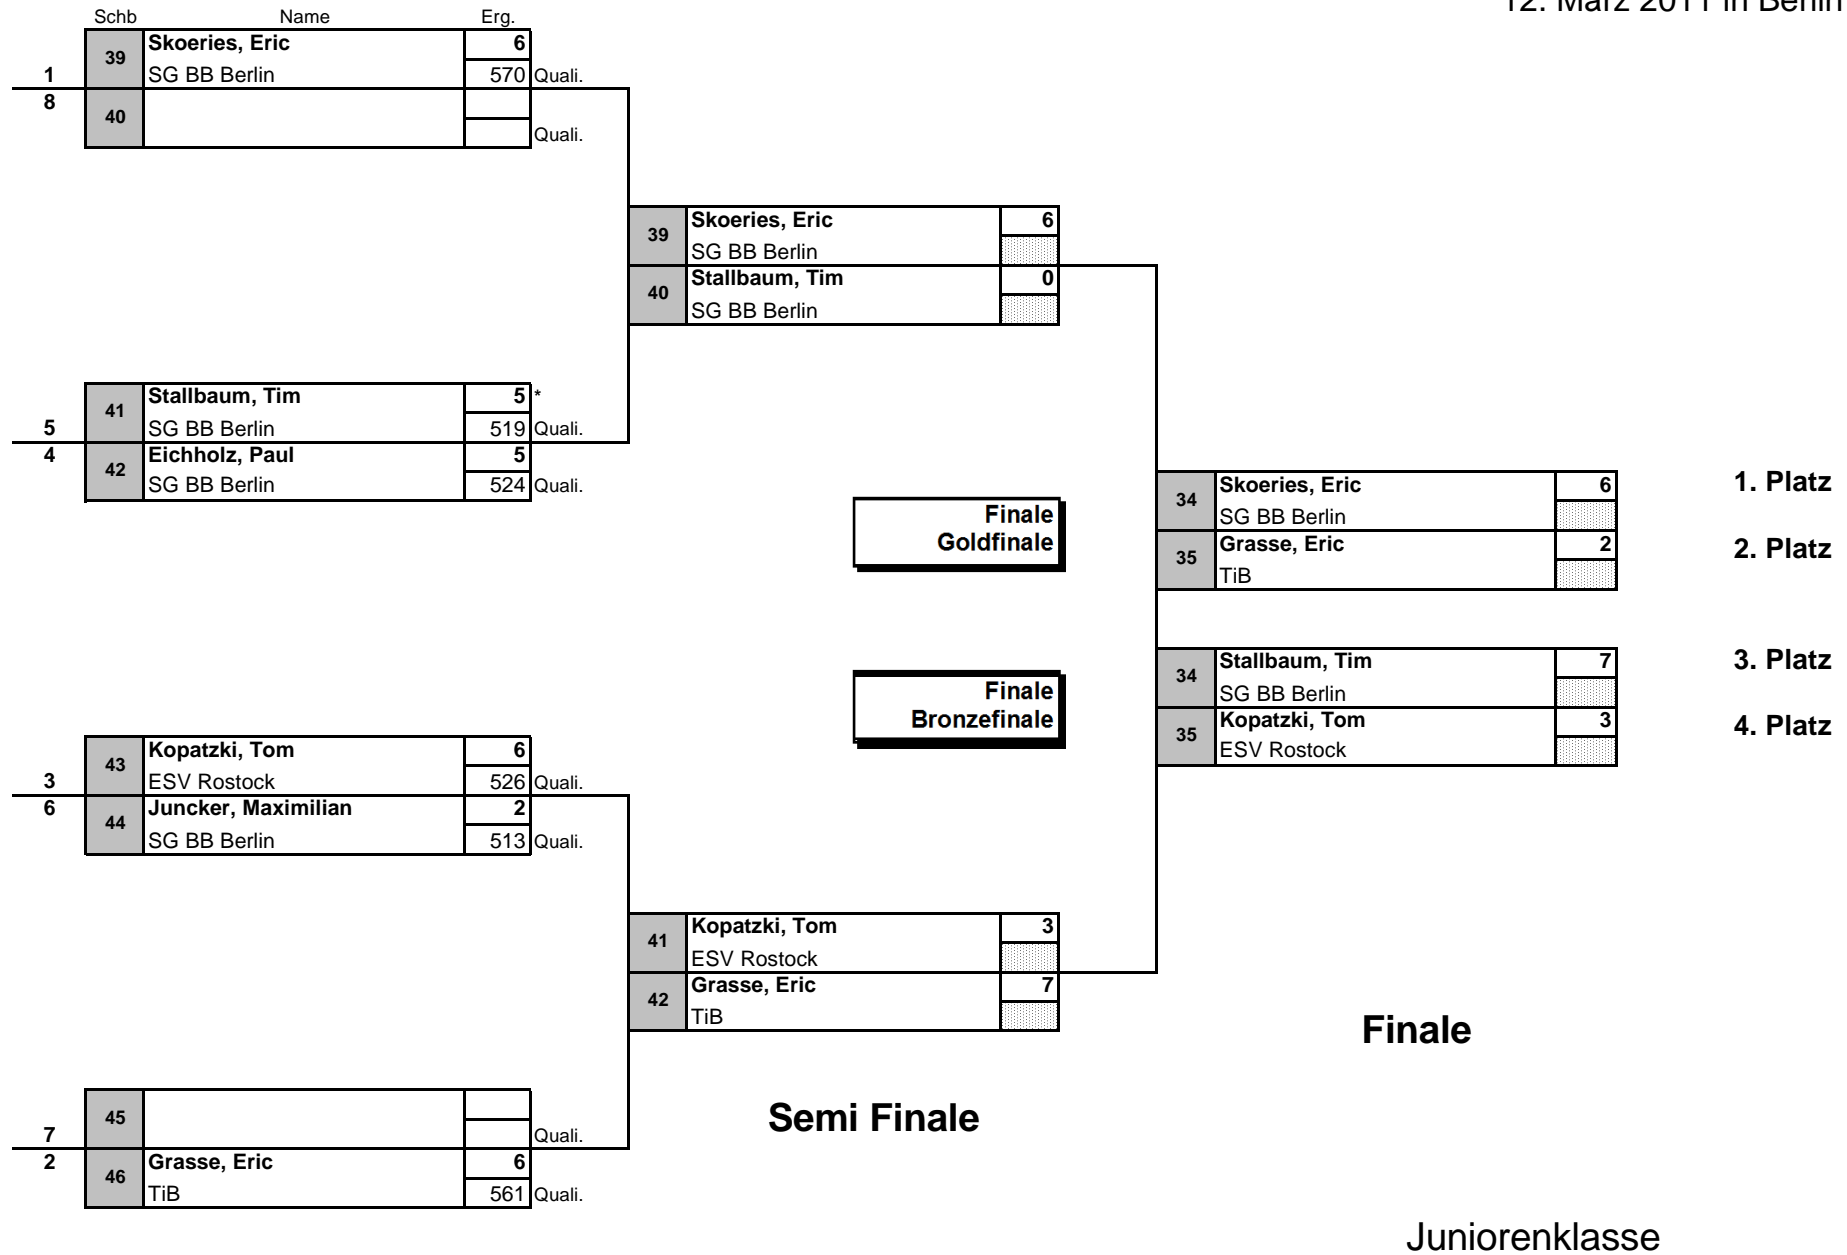 12. März 2011 in Berlin
Schb Name Erg.
39 Skoeries, Eric 6
1 SG BB Berlin 570 Quali.
8 40
Quali.
39 Skoeries, Eric 6
SG BB Berlin
40 Stallbaum, Tim 0
SG BB Berlin
41 Stallbaum, Tim 5 *
5 SG BB Berlin 519 Quali.
4 42 Eichholz, Paul 5
SG BB Berlin 524 Quali.
Finale
Goldfinale
34 Skoeries, Eric 6 1. Platz
SG BB Berlin
35 Grasse, Eric 2 2. Platz
TiB
Finale
Bronzefinale
34 Stallbaum, Tim 7 3. Platz
SG BB Berlin
35 Kopatzki, Tom 3 4. Platz
ESV Rostock
43 Kopatzki, Tom 6
3 ESV Rostock 526 Quali.
6 44 Juncker, Maximilian 2
SG BB Berlin 513 Quali.
41 Kopatzki, Tom 3
ESV Rostock
42 Grasse, Eric 7
TiB
Finale
Semi Finale
45
7 Quali.
2 46 Grasse, Eric 6
TiB 561 Quali.
Juniorenklasse